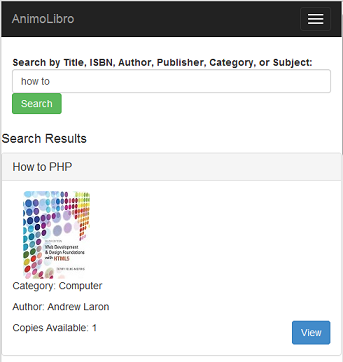 AnimoLibro
Search by Title, ISBN, Author, Publisher, Category, or Subject:
how to
Search
Search Results
How to PHP
Web Development
& Design Foundations
with HTML5
Category: Computer
Author: Andrew Laron
Copies Available: 1
View